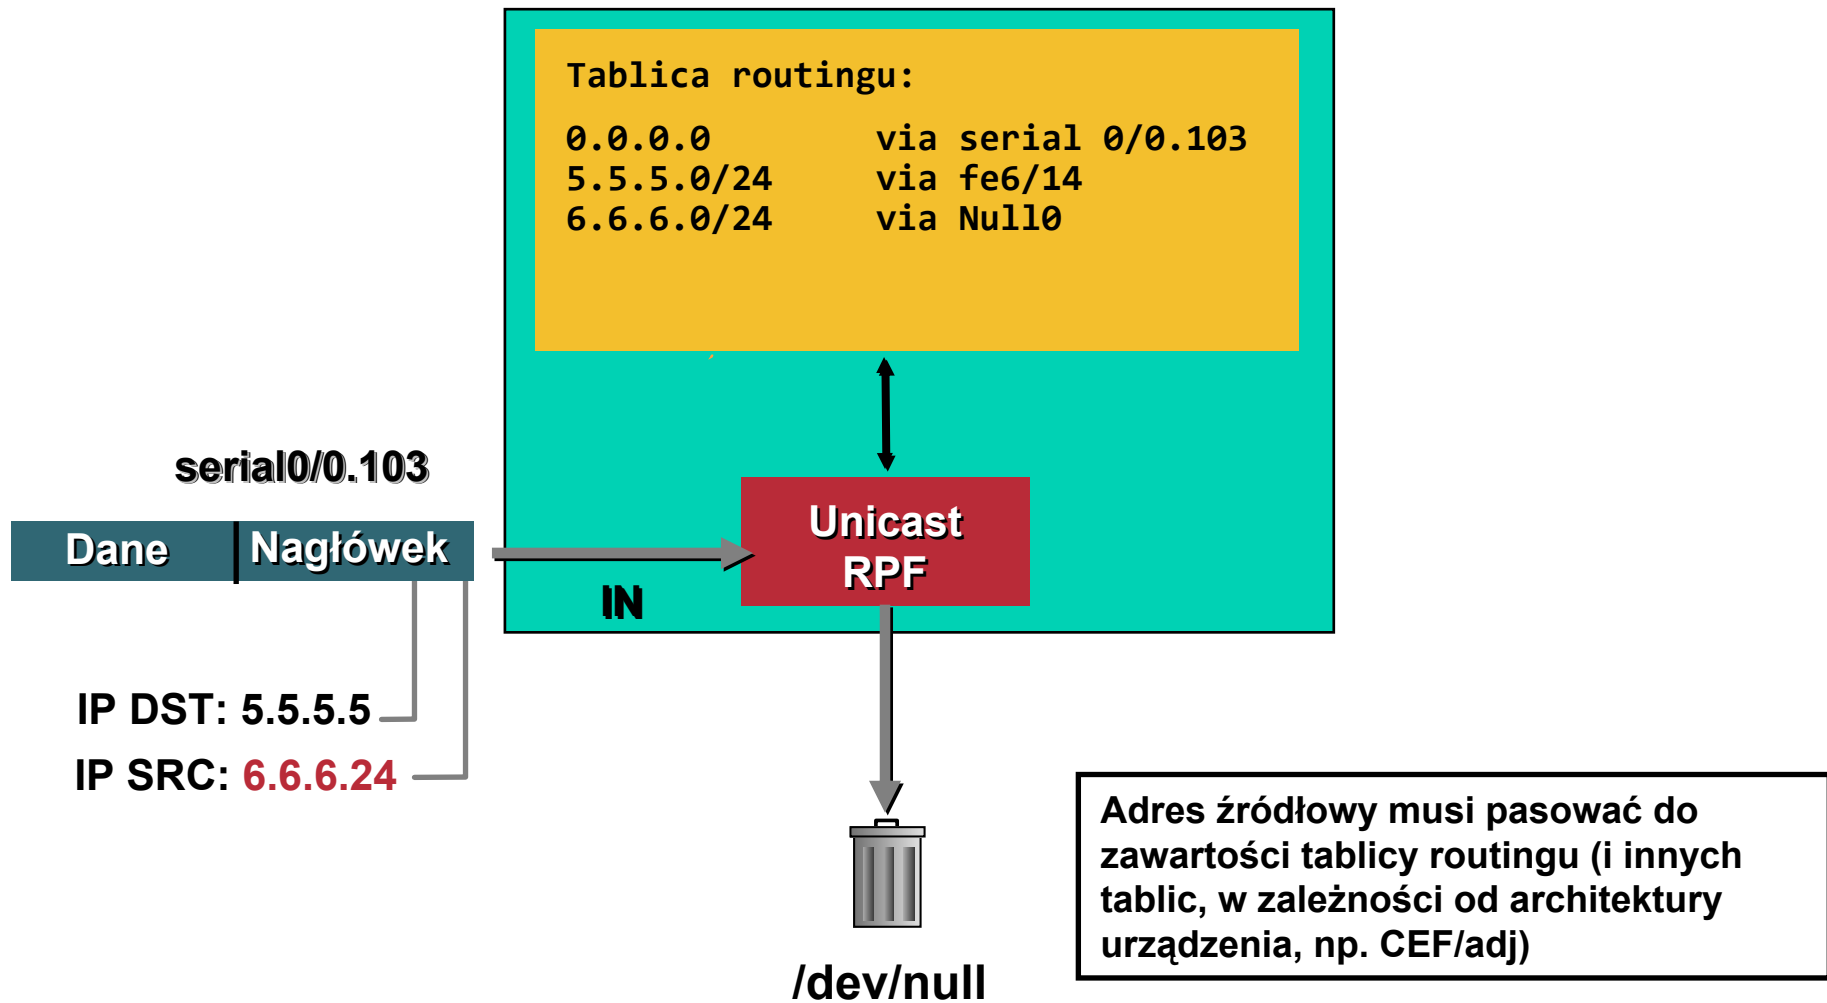 Tablica routingu:
0.0.0.0 via serial 0/0.103
5.5.5.0/24 via fe6/14
6.6.6.0/24 via Null0
serial0/0.103
Dane
Nagłówek
IN
Unicast
RPF
IP DST: 5.5.5.5
IP SRC: 6.6.6.24
/dev/null
Adres źródłowy musi pasować do
zawartości tablicy routingu (i innych
tablic, w zależności od architektury
urządzenia, np. CEF/adj)